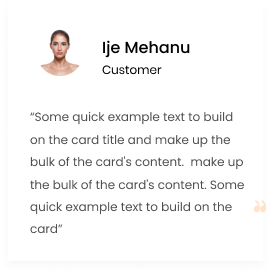 Ije Mehanu
Customer
“Some quick example text to build
on the card title and make up the
bulk of the card's content.  make up
the bulk of the card's content. Some
quick example text to build on the
card”